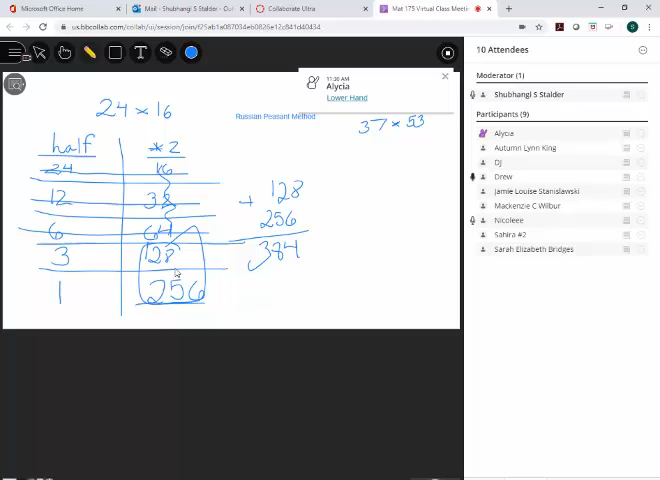 Microsoft Office Home
Mail - Shubhangi S Stalder - Out
Collaborate Ultra
Mat 175 Virtual Class Meet
us.bbcollab.com/collab/ui/session/join/f25ab1a087034eb0826e12c841d40434
11:30 AM
Alycia
Lower Hand
24 × 16
Russian Peasant Method
37 × 53
half *2
24 16
12 32
6 64
3 128
1 256
+ 128
256
384
10 Attendees
Moderator (1)
Shubhangi S Stalder
Participants (9)
Alycia
Autumn Lynn King
DJ
Drew
Jamie Louise Stanislawski
Mackenzie C Wilbur
Nicoleee
Sahira #2
Sarah Elizabeth Bridges